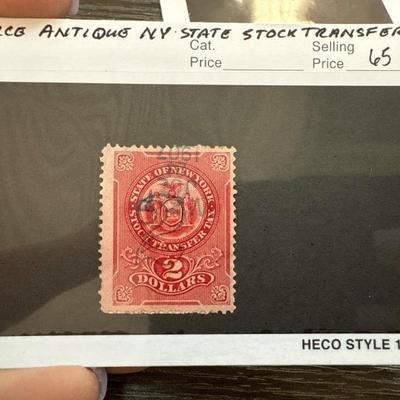 RCE ANTIQUE NY STATE STOCK TRANSFER
Cat. Selling
Price Price 65
1907
STATE OF NEW YORK
STOCK TRANSFER TAX
2
DOLLARS
HECO STYLE 1